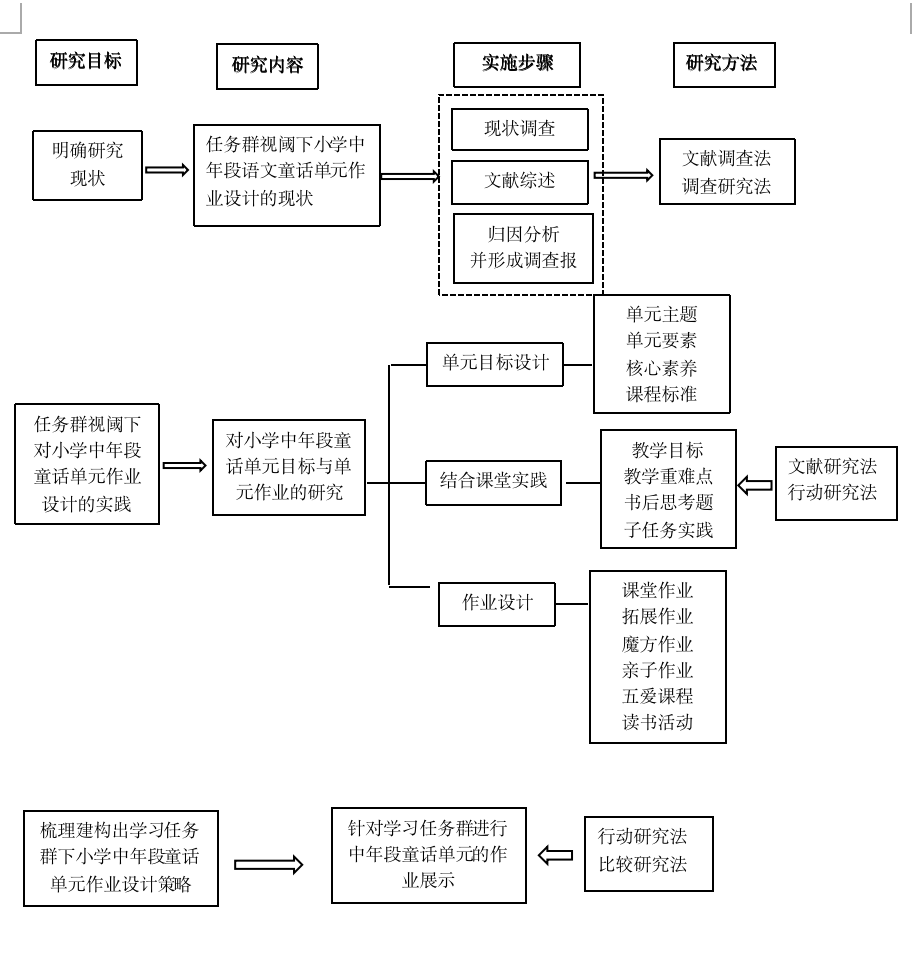 研究目标
研究内容
实施步骤
研究方法
明确研究
现状
任务群视阈下小学中
年段语文童话单元作
业设计的现状
现状调查
文献综述
归因分析
并形成调查报
文献调查法
调查研究法
任务群视阈下
对小学中年段
童话单元作业
设计的实践
对小学中年段童
话单元目标与单
元作业的研究
单元目标设计
单元主题
单元要素
核心素养
课程标准
结合课堂实践
教学目标
教学重难点
书后思考题
子任务实践
文献研究法
行动研究法
作业设计
课堂作业
拓展作业
魔方作业
亲子作业
五爱课程
读书活动
梳理建构出学习任务
群下小学中年段童话
单元作业设计策略
针对学习任务群进行
中年段童话单元的作
业展示
行动研究法
比较研究法